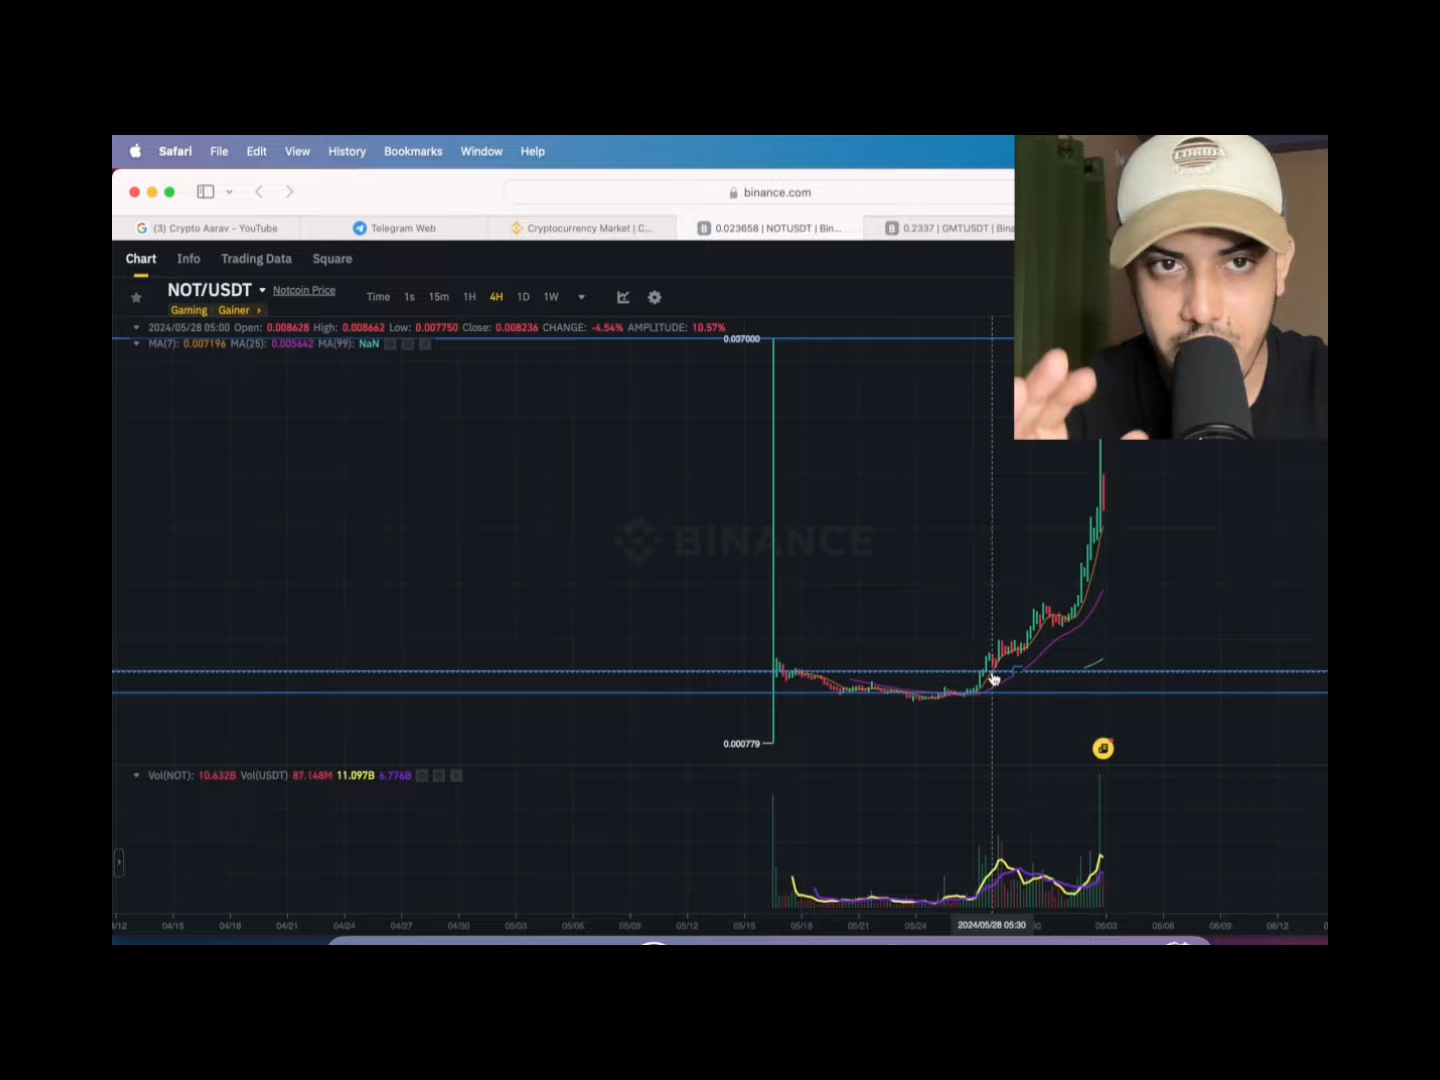 Safari File Edit View History Bookmarks Window Help
binance.com
(3) Crypto Aarav - YouTube Telegram Web Cryptocurrency Market | C... 0.023658 | NOTUSDT | Bin... 0.2337 | GMTUSDT | Bina
Chart Info Trading Data Square
NOT/USDT Notcoin Price Time 1s 15m 1H 4H 1D 1W
Gaming Gainer
2024/05/28 05:00 Open: 0.008628 High: 0.008662 Low: 0.007750 Close: 0.008236 CHANGE: -4.54% AMPLITUDE: 10.57%
MA(7): 0.007196 MA(25): 0.005642 MA(99): NaN
0.037000
BINANCE
0.000779
Vol(NOT): 10.632B Vol(USDT) 87.148M 11.097B 6.776B
/12 04/15 04/18 04/21 04/24 04/27 04/30 05/03 05/06 05/09 05/12 05/15 05/18 05/21 05/24 2024/05/28 05:30 06/03 06/06 06/09 06/12